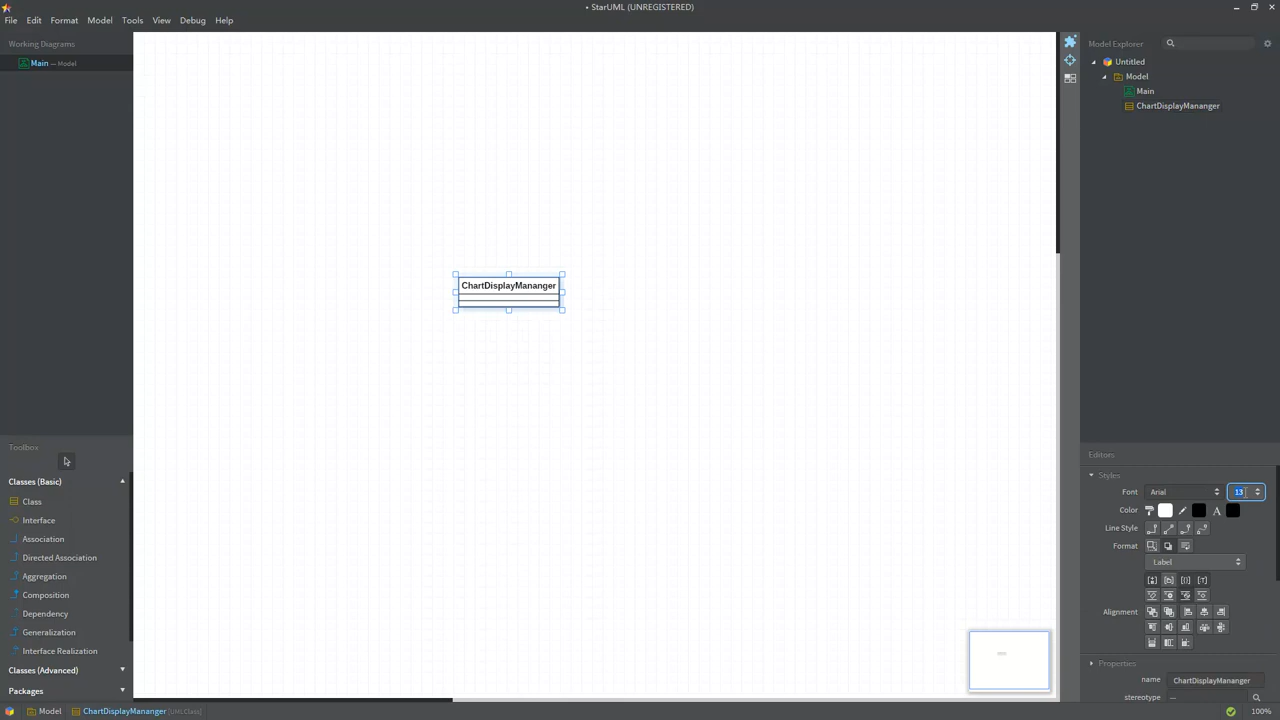 • StarUML (UNREGISTERED)
File Edit Format Model Tools View Debug Help
Working Diagrams
Main — Model
ChartDisplayMananger
Toolbox
Classes (Basic)
Class
Interface
Association
Directed Association
Aggregation
Composition
Dependency
Generalization
Interface Realization
Classes (Advanced)
Packages
Model Explorer
Untitled
Model
Main
ChartDisplayMananger
Editors
Styles
Font Arial 13
Color A
Line Style
Format
Label
Alignment
Properties
name ChartDisplayMananger
stereotype —
Model ChartDisplayMananger [UMLClass]
100%